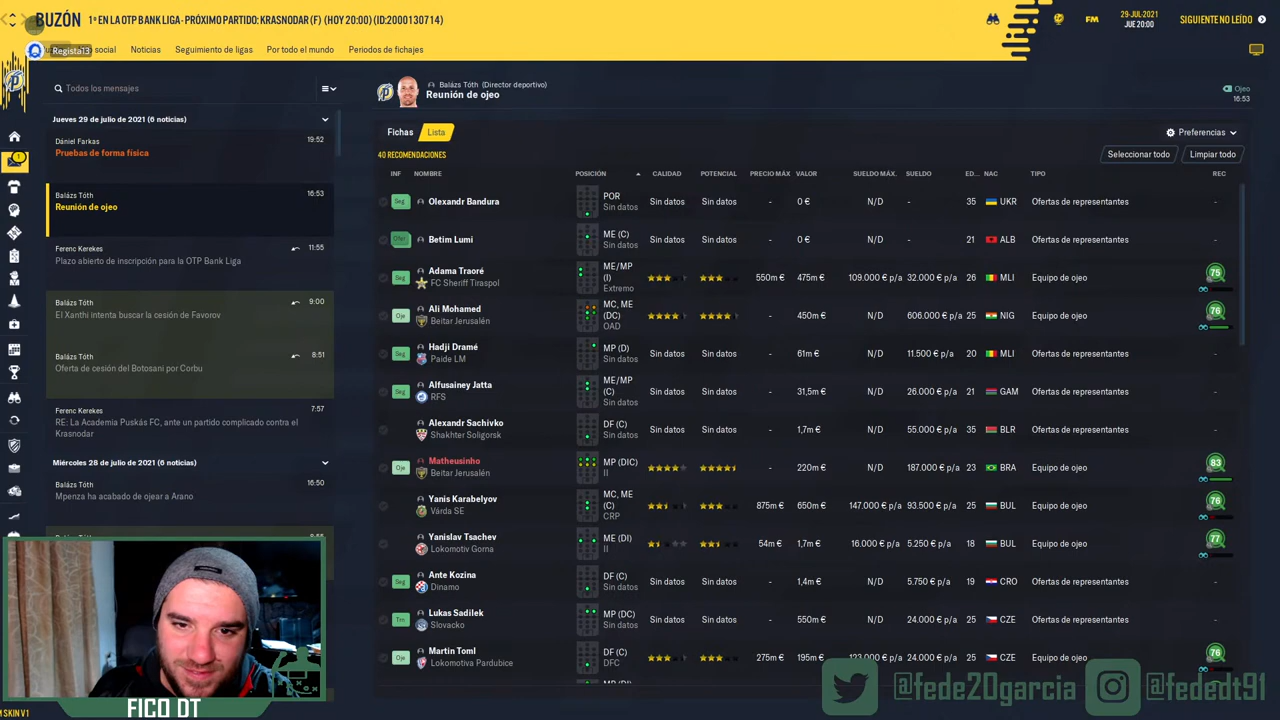 BUZÓN
1º EN LA OTP BANK LIGA - PRÓXIMO PARTIDO: KRASNODAR (F) (HOY 20:00) (ID:2000130714)
FM
29-JUL-2021
JUE 20:00
SIGUIENTE NO LEÍDO
Regista13
social
Noticias
Seguimiento de ligas
Por todo el mundo
Periodos de fichajes
Todos los mensajes
Jueves 29 de julio de 2021 (6 noticias)
Dániel Farkas 19:52
Pruebas de forma física
Balázs Tóth 16:53
Reunión de ojeo
Ferenc Kerekes 11:55
Plazo abierto de inscripción para la OTP Bank Liga
Balázs Tóth 9:00
El Xanthi intenta buscar la cesión de Favorov
Balázs Tóth 8:51
Oferta de cesión del Botosani por Corbu
Ferenc Kerekes 7:57
RE: La Academia Puskás FC, ante un partido complicado contra el
Krasnodar
Miércoles 28 de julio de 2021 (6 noticias)
Balázs Tóth 16:50
Mpenza ha acabado de ojear a Arano
Balázs Tóth (Director deportivo)
Reunión de ojeo
Ojeo
16:53
Fichas Lista
Preferencias
40 RECOMENDACIONES
Seleccionar todo Limpiar todo
INF NOMBRE POSICIÓN CALIDAD POTENCIAL PRECIO MÁX VALOR SUELDO MÁX. SUELDO ED... NAC TIPO REC
Seg Olexandr Bandura POR Sin datos Sin datos Sin datos - 0 € N/D - 35 UKR Ofertas de representantes -
Ofer Betim Lumi ME (C) Sin datos Sin datos Sin datos - 0 € N/D - 21 ALB Ofertas de representantes -
Seg Adama Traoré FC Sheriff Tiraspol ME/MP (I) Extremo 550m € 475m € 109.000 € p/a 32.000 € p/a 26 MLI Equipo de ojeo 75
Oje Ali Mohamed Beitar Jerusalén MC, ME (DC) OAD - 450m € N/D 606.000 € p/a 25 NIG Equipo de ojeo 76
Seg Hadji Dramé Paide LM MP (D) Sin datos Sin datos Sin datos - 61m € N/D 11.500 € p/a 20 MLI Ofertas de representantes -
Seg Alfusainey Jatta RFS ME/MP (C) Sin datos Sin datos Sin datos - 31,5m € N/D 26.000 € p/a 21 GAM Ofertas de representantes -
Alexandr Sachivko Shakhter Soligorsk DF (C) Sin datos Sin datos Sin datos - 1,7m € N/D 55.000 € p/a 35 BLR Ofertas de representantes -
Oje Matheusinho Beitar Jerusalén MP (DIC) II - 220m € N/D 187.000 € p/a 23 BRA Equipo de ojeo 83
Yanis Karabelyov Várda SE MC, ME (C) CRP 875m € 650m € 147.000 € p/a 93.500 € p/a 25 BUL Equipo de ojeo 76
Yanislav Tsachev Lokomotiv Gorna ME (DI) II 54m € 1,7m € 16.000 € p/a 5.250 € p/a 18 BUL Equipo de ojeo 77
Seg Ante Kozina Dinamo DF (C) Sin datos Sin datos Sin datos - 1,4m € N/D 5.750 € p/a 19 CRO Ofertas de representantes -
Trn Lukas Sadilek Slovacko MP (DC) Sin datos Sin datos Sin datos - 550m € N/D 24.000 € p/a 25 CZE Ofertas de representantes -
Oje Martin Toml Lokomotiva Pardubice DF (C) DFC 275m € 195m € 123.000 € p/a 24.000 € p/a 25 CZE Equipo de ojeo 76
FICO DT
@fede20garcia
@fededt91
M SKIN V1